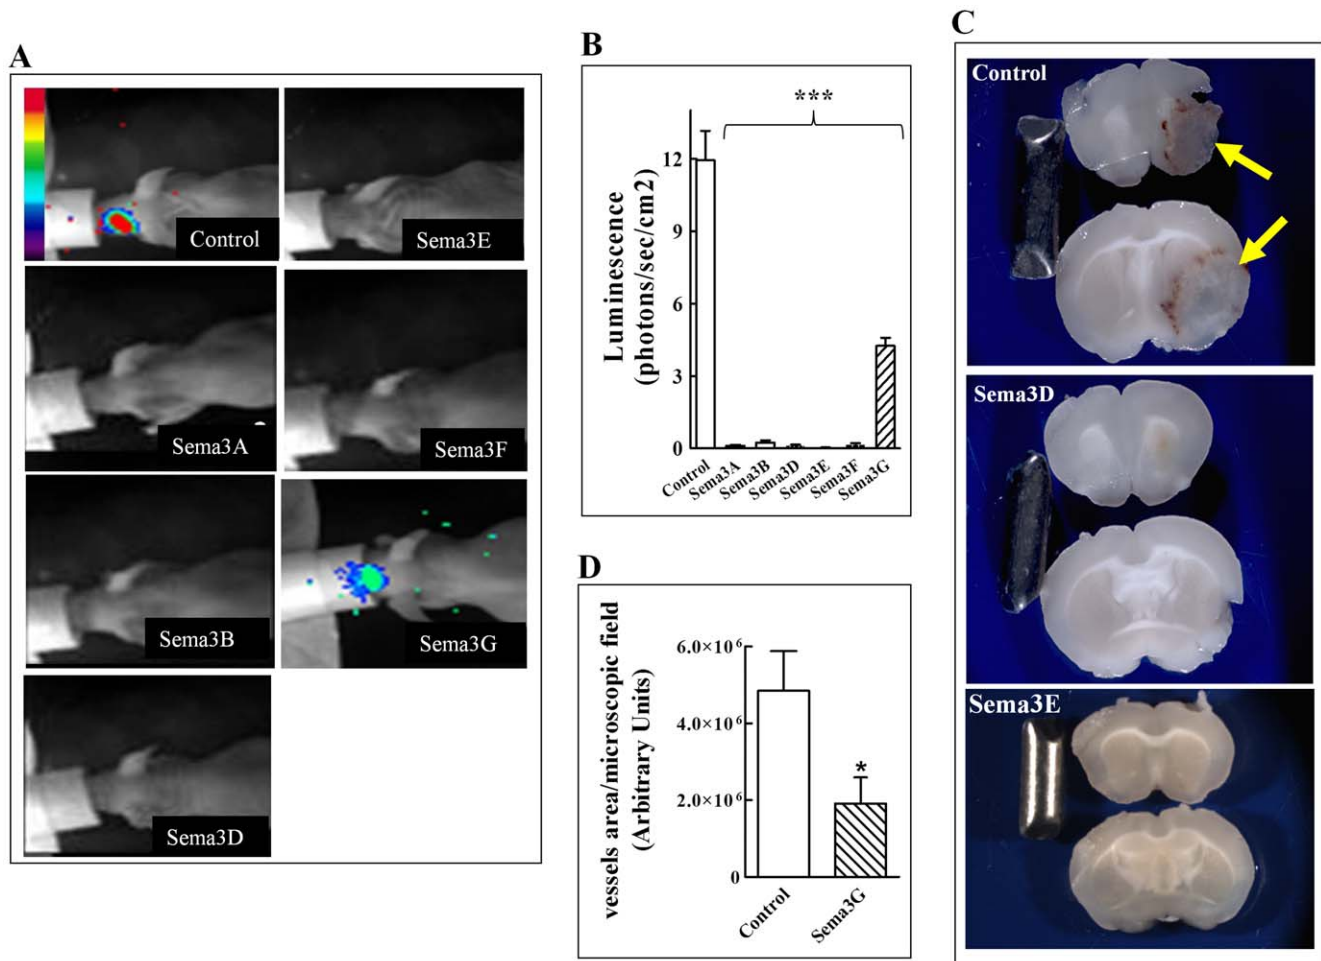 A
Control
Sema3E
Sema3A
Sema3F
Sema3B
Sema3G
Sema3D
B
***
Luminescence
(photons/sec/cm2)
12
9
6
3
0
Control
Sema3A
Sema3B
Sema3D
Sema3E
Sema3F
Sema3G
C
Control
Sema3D
Sema3E
D
vessels area/microscopic field
(Arbitrary Units)
6.0×10⁶
4.0×10⁶
2.0×10⁶
0
*
Control
Sema3G